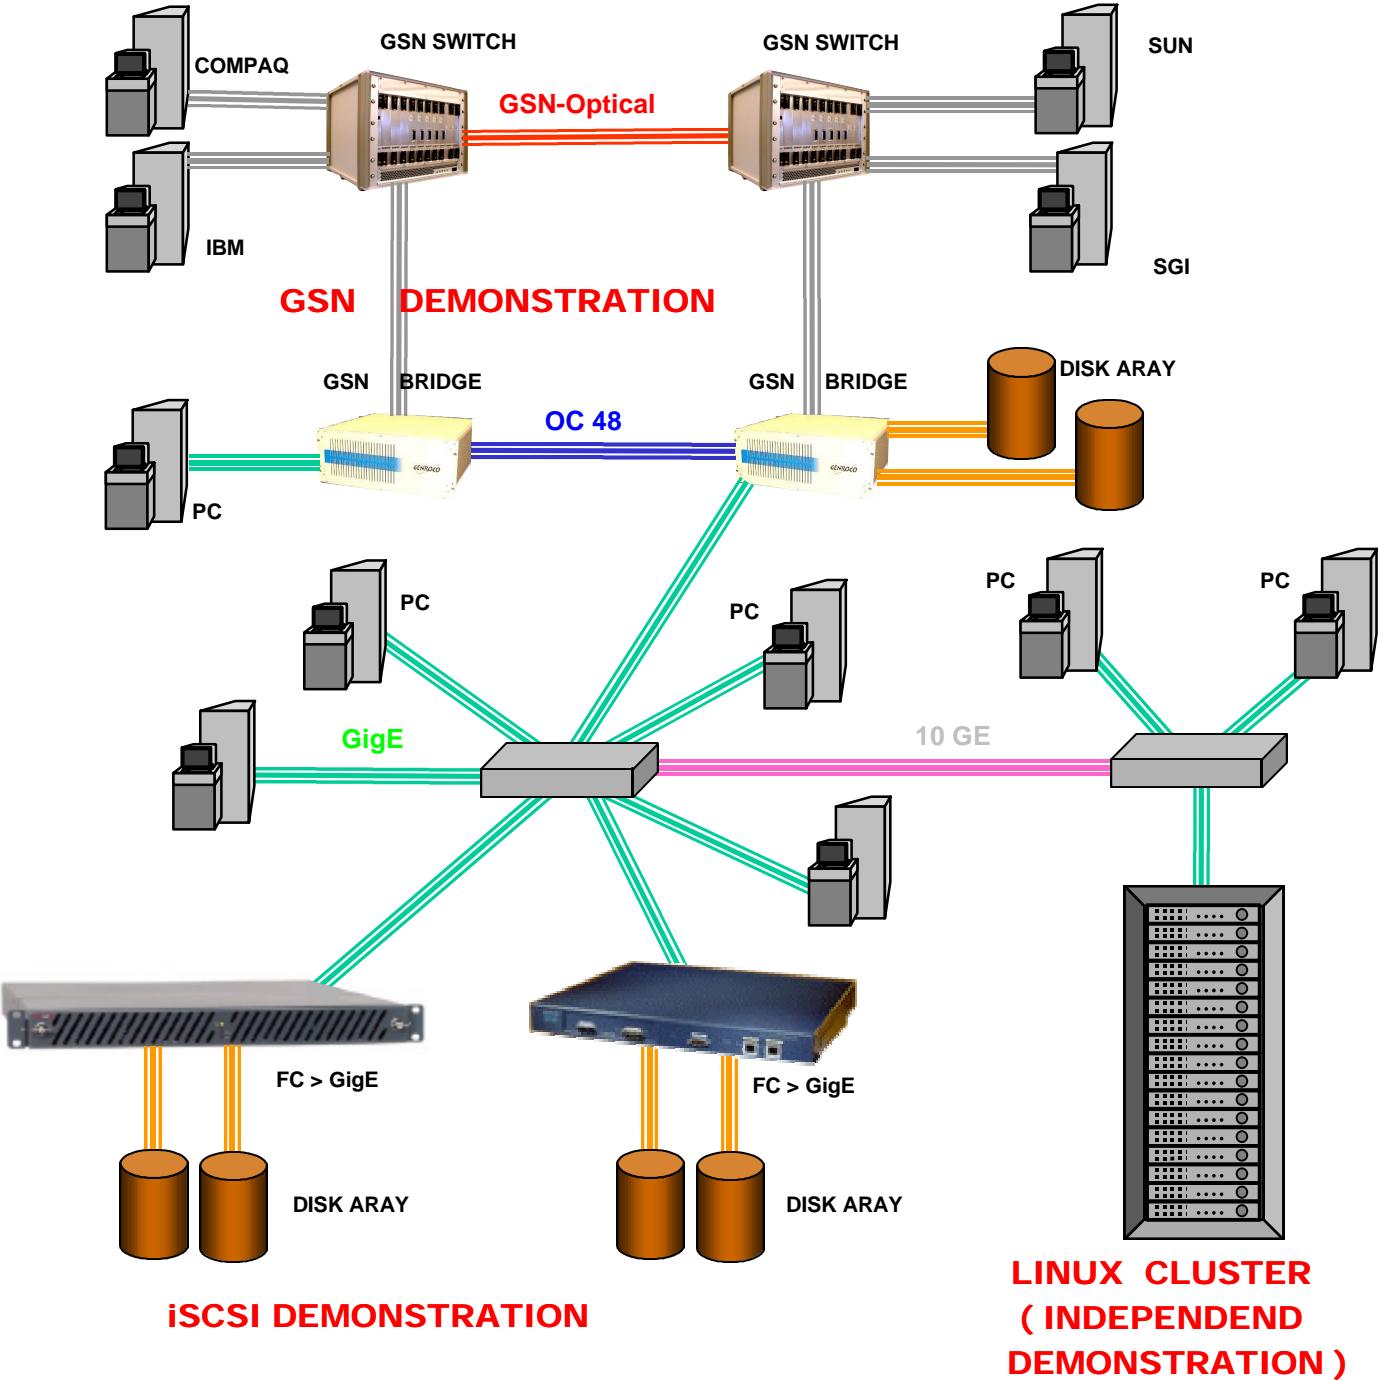 GSN SWITCH
GSN SWITCH
SUN
COMPAQ
GSN-Optical
IBM
SGI
GSN DEMONSTRATION
DISK ARAY
GSN BRIDGE
GSN BRIDGE
OC 48
GENROCO
GENROCO
PC
PC
PC
PC
PC
GigE
10 GE
FC > GigE
FC > GigE
DISK ARAY
DISK ARAY
iSCSI DEMONSTRATION
LINUX CLUSTER
( INDEPENDEND
DEMONSTRATION )